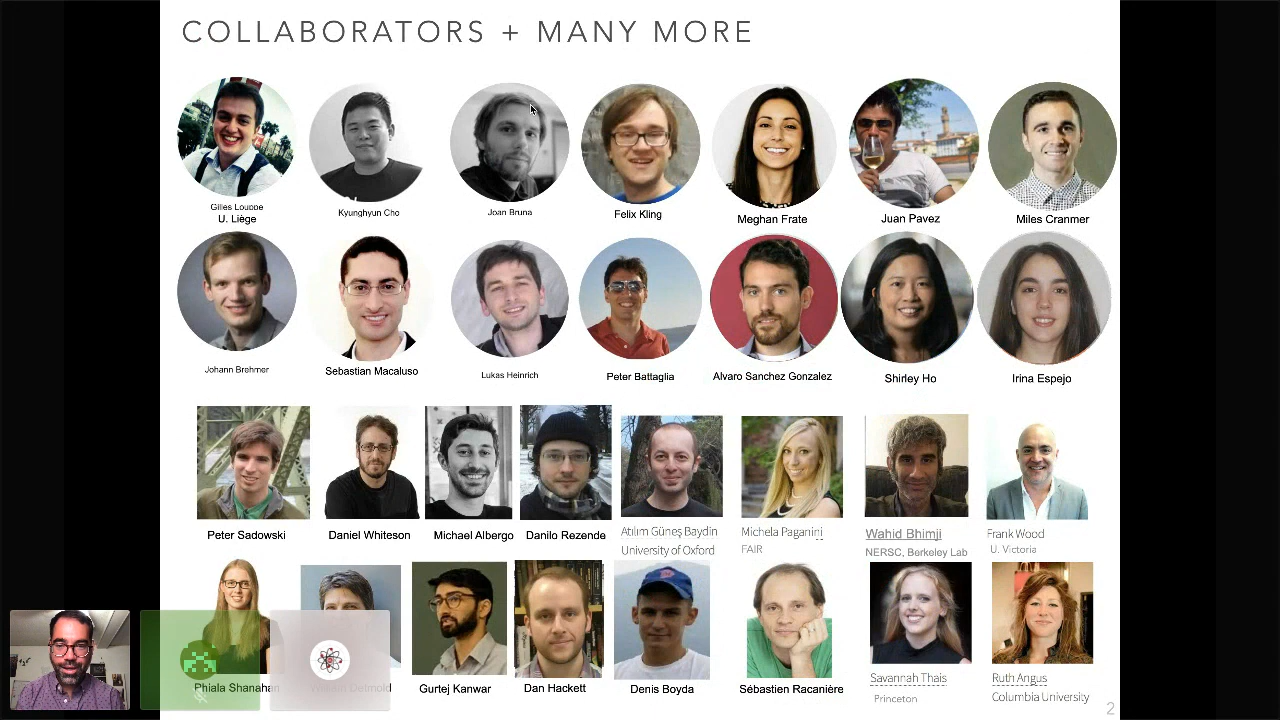 COLLABORATORS + MANY MORE
Gilles Louppe
U. Liège
Kyunghyun Cho
Joan Bruna
Felix Kling
Meghan Frate
Juan Pavez
Miles Cranmer
Johann Brehmer
Sebastian Macaluso
Lukas Heinrich
Peter Battaglia
Alvaro Sanchez Gonzalez
Shirley Ho
Irina Espejo
Peter Sadowski
Daniel Whiteson
Michael Albergo
Danilo Rezende
Atılım Güneş Baydin
University of Oxford
Michela Paganini
FAIR
Wahid Bhimji
NERSC, Berkeley Lab
Frank Wood
U. Victoria
Phiala Shanahan
Detmold
Gurtej Kanwar
Dan Hackett
Denis Boyda
Sébastien Racanière
Savannah Thais
Princeton
Ruth Angus
Columbia University
2